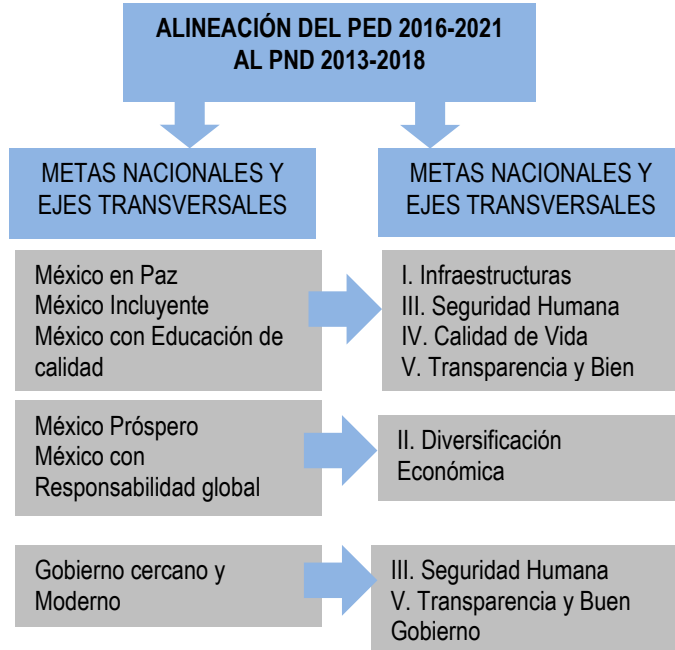 ALINEACIÓN DEL PED 2016-2021
AL PND 2013-2018
METAS NACIONALES Y
EJES TRANSVERSALES
METAS NACIONALES Y
EJES TRANSVERSALES
México en Paz
México Incluyente
México con Educación de
calidad
I. Infraestructuras
III. Seguridad Humana
IV. Calidad de Vida
V. Transparencia y Bien
México Próspero
México con
Responsabilidad global
II. Diversificación
Económica
Gobierno cercano y
Moderno
III. Seguridad Humana
V. Transparencia y Buen
Gobierno